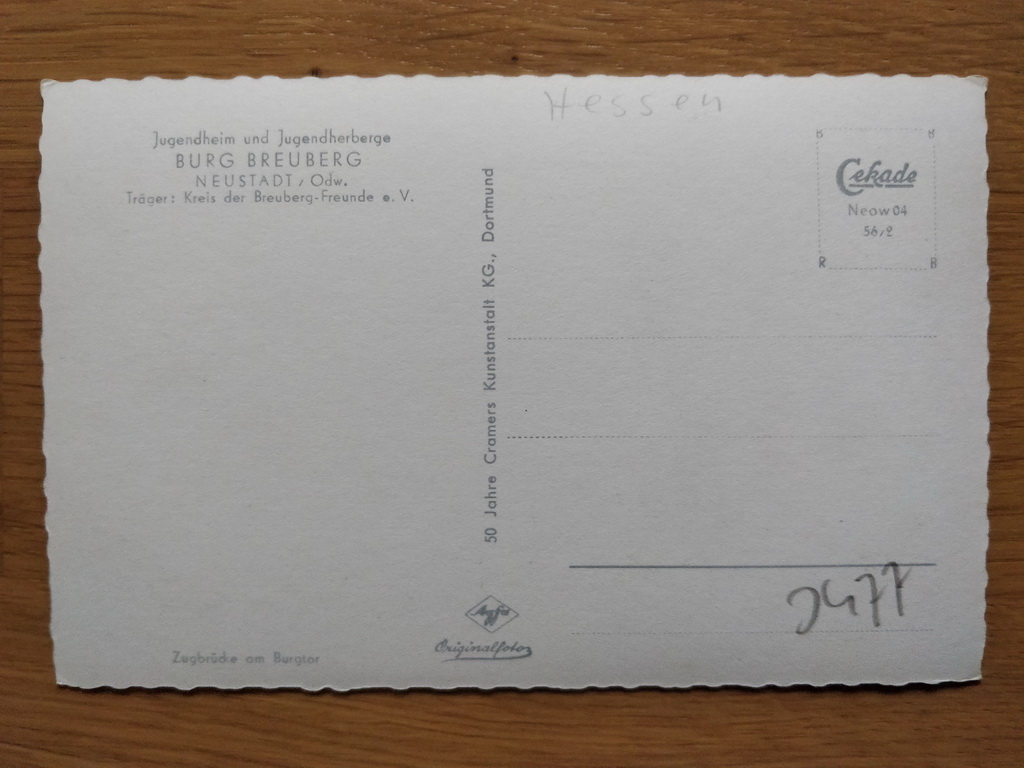 Hessen
Jugendheim und Jugendherberge
BURG BREUBERG
NEUSTADT / Odw.
Träger: Kreis der Breuberg-Freunde e. V.
50 Jahre Cramers Kunstanstalt KG., Dortmund
Cekade
Neow 04
56/2
R B
Agfa
Originalfoto
Zugbrücke am Burgtor